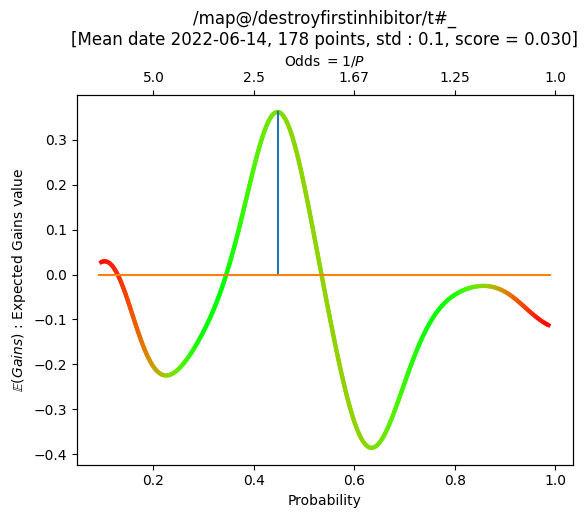 /map@/destroyfirstinhibitor/t#_
[Mean date 2022-06-14, 178 points, std : 0.1, score = 0.030]
Odds = 1/P
5.0 2.5 1.67 1.25 1.0
0.3
0.2
0.1
0.0
−0.1
−0.2
−0.3
−0.4
𝔼(Gains) : Expected Gains value
0.2 0.4 0.6 0.8 1.0
Probability